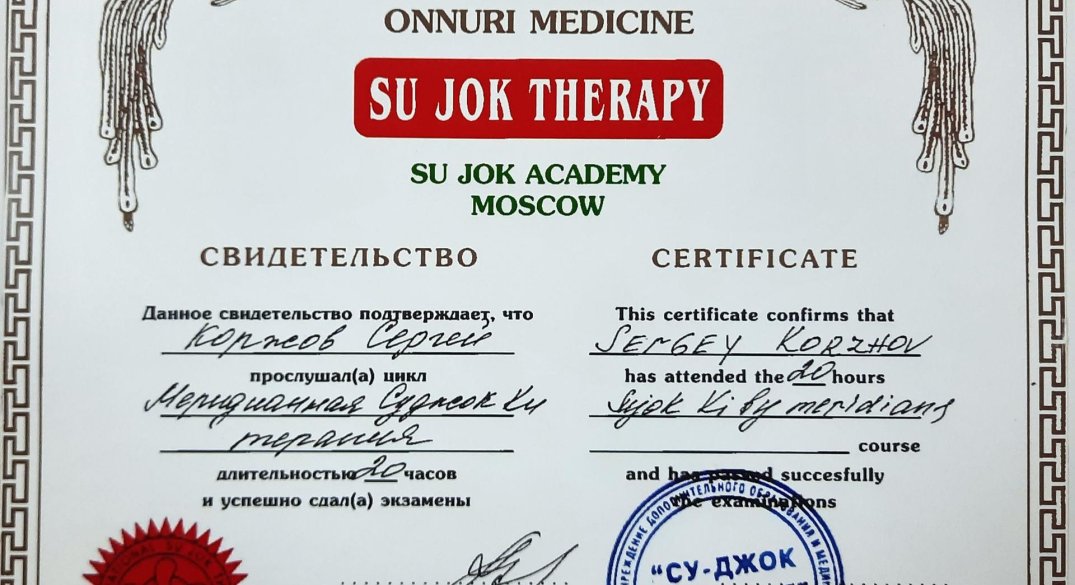 ONNURI MEDICINE
SU JOK THERAPY
SU JOK ACADEMY
MOSCOW
СВИДЕТЕЛЬСТВО
Данное свидетельство подтверждает, что
Коржов Сергей
прослушал(а) цикл
Меридианная Суджок Ки
терапия
длительностью 20 часов
и успешно сдал(а) экзамены
CERTIFICATE
This certificate confirms that
SERGEY KORZHOV
has attended the 20 hours
Sujok Ki by meridians
course
and has passed succesfully
the examinations
"СУ-ДЖОК